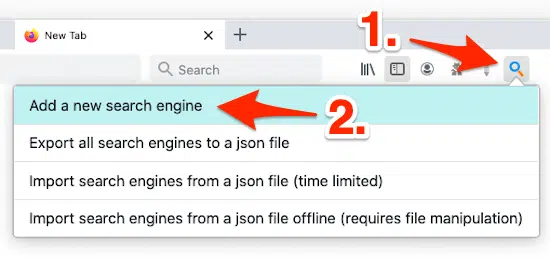 New Tab
1.
Search
Add a new search engine
2.
Export all search engines to a json file
Import search engines from a json file (time limited)
Import search engines from a json file offline (requires file manipulation)